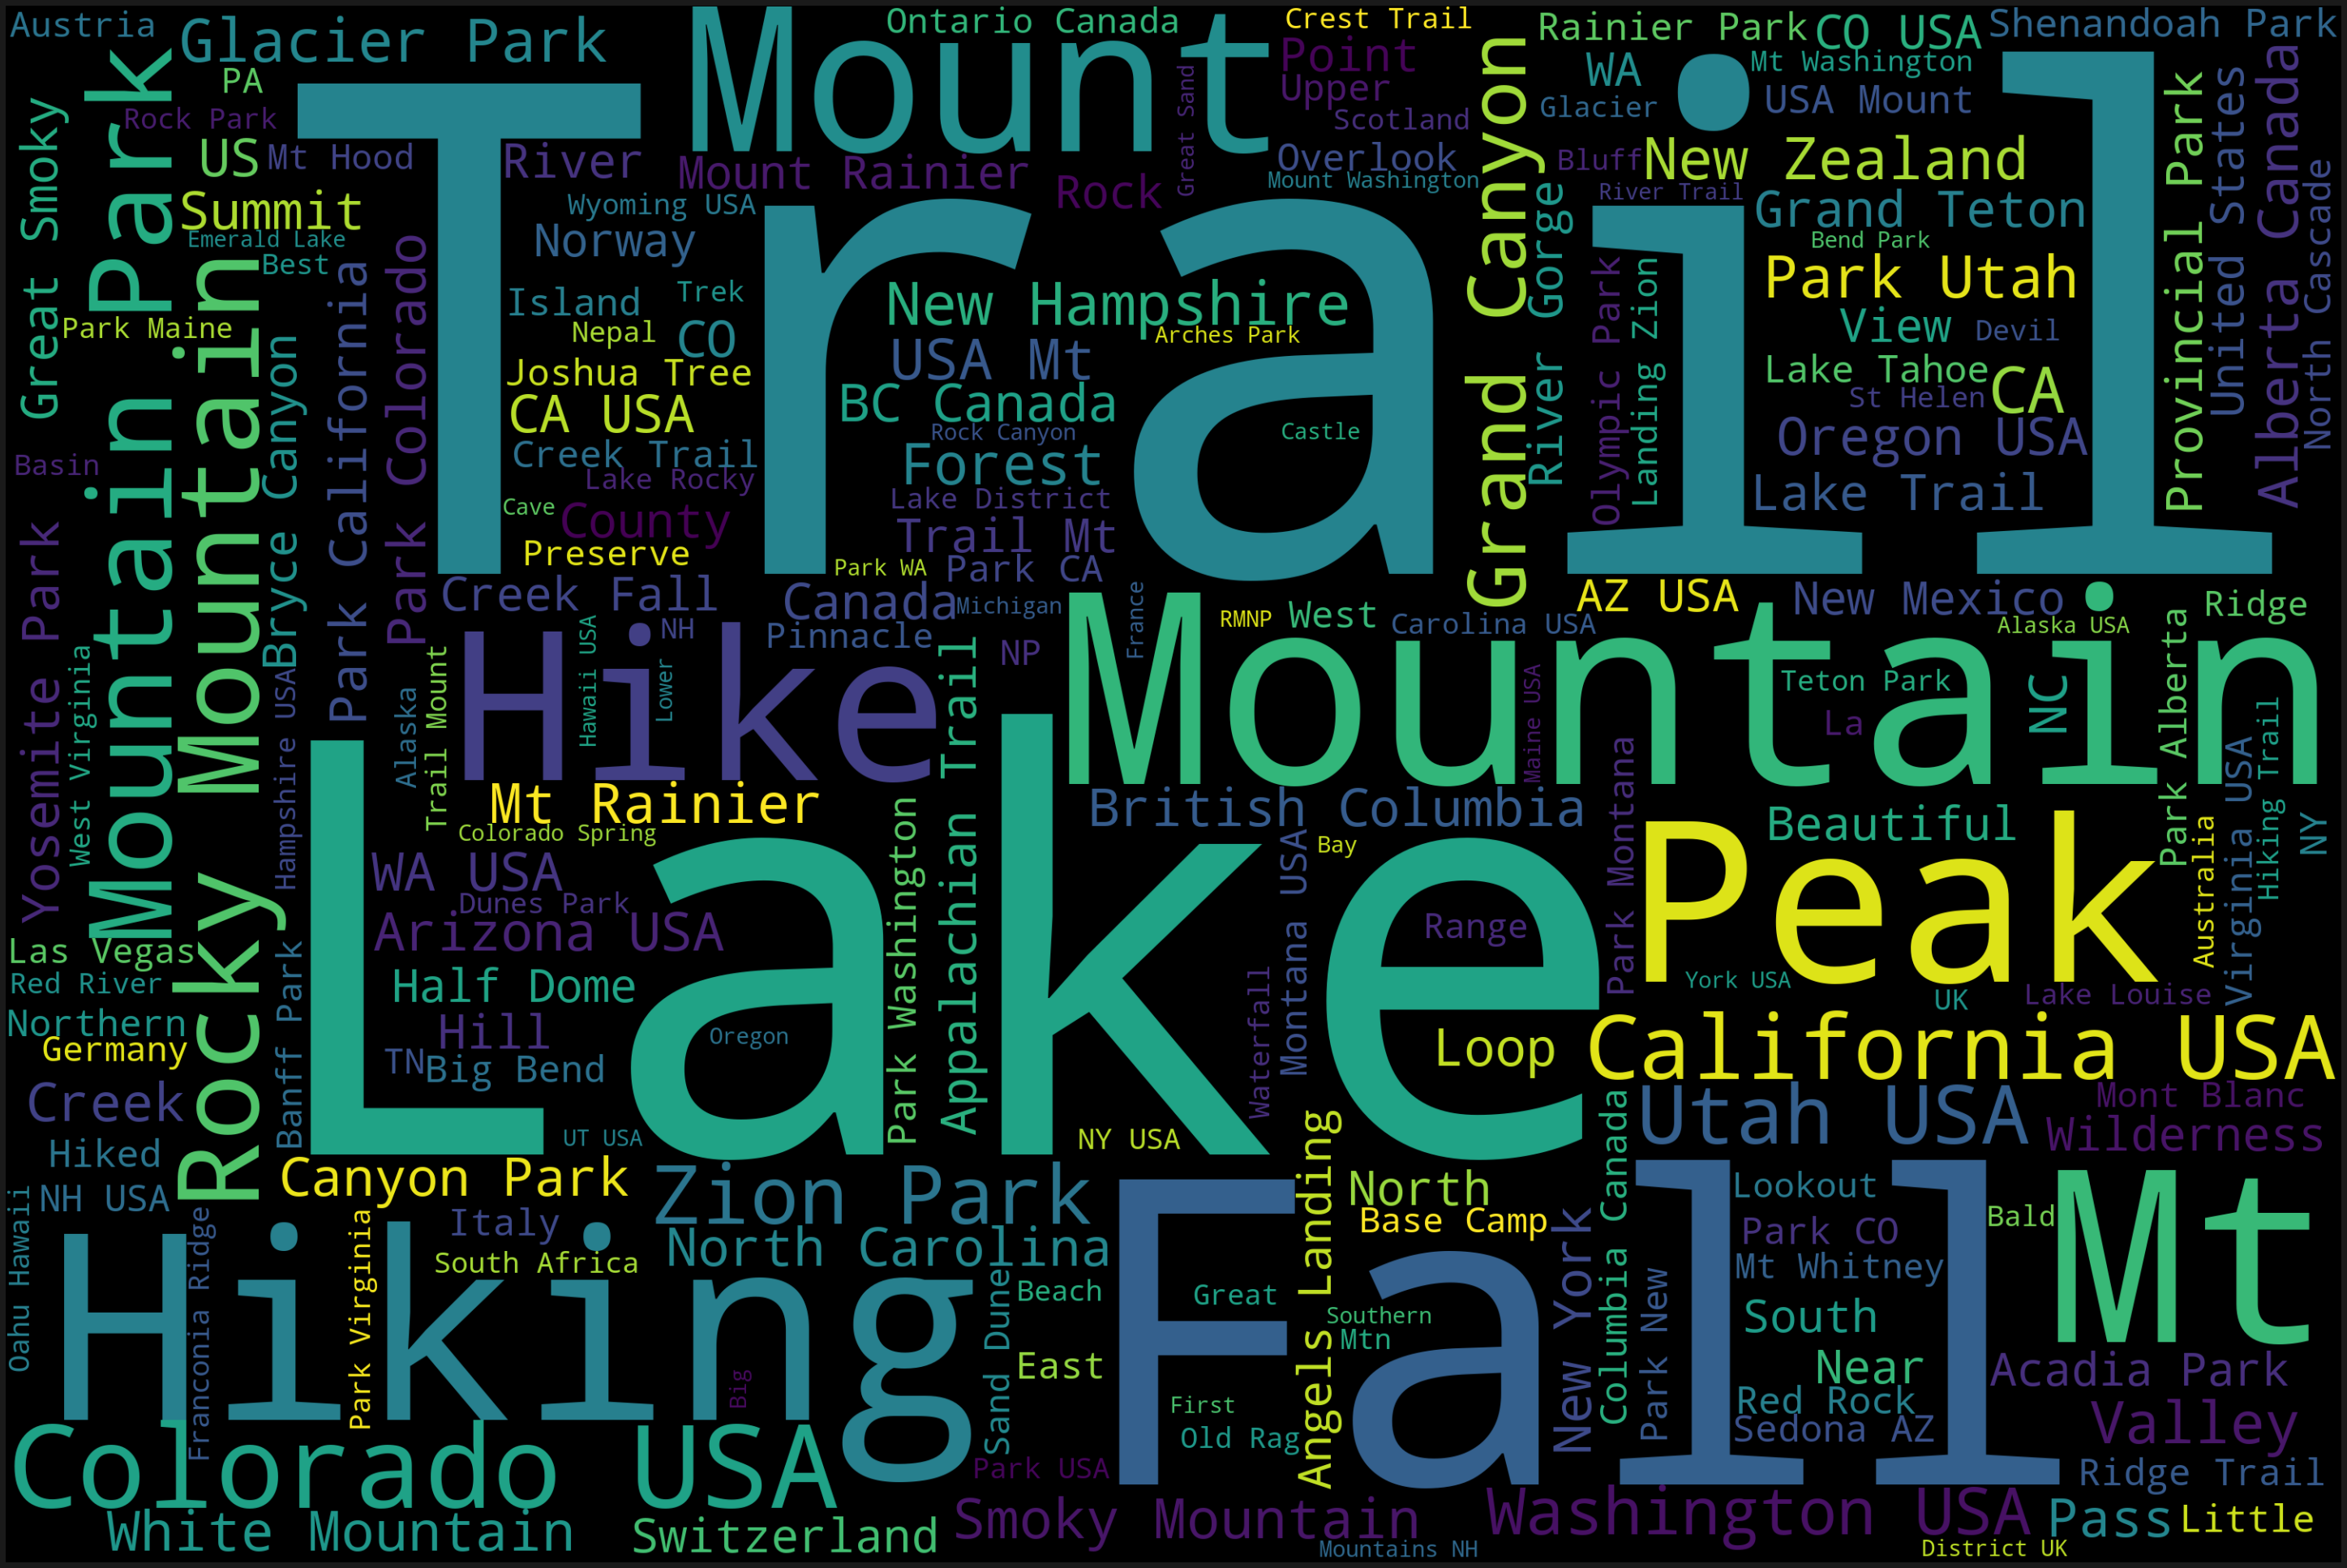 Austria
Glacier Park
Mount
Ontario Canada
Crest Trail
Rainier Park
CO USA
Shenandoah Park
PA
Point
WA
Mt Washington
Rock Park
Trail
Upper
Glacier
USA Mount
US
Mt Hood
River
Mount Rainier
Rock
Great Sand
Scotland
Overlook
Mount Washington
Grand Canyon
Bluff
New Zealand
River Trail
Provincial Park
United States
Alberta Canada
North Cascade
Great Smoky
Mountain Park
Rocky Mountain
Summit
Emerald Lake
Best
Wyoming USA
Norway
Grand Teton
Bend Park
Park Maine
Bryce Canyon
Park California
Park Colorado
Island
Trek
Nepal
CO
New Hampshire
Arches Park
River Gorge
Olympic Park
Landing Zion
Park Utah
View
Devil
Joshua Tree
USA Mt
Lake Tahoe
CA USA
BC Canada
St Helen
CA
Creek Trail
Rock Canyon
Castle
Oregon USA
Basin
Lake Rocky
Forest
Lake Trail
Cave
County
Lake District
Trail Mt
Preserve
Park WA
Park CA
Yosemite Park
Creek Fall
Canada
Michigan
France
AZ USA
New Mexico
Ridge
West Virginia
Hampshire USA
Alaska
Trail Mount
Hike
NH
Hawaii USA
Lower
Pinnacle
NP
RMNP
West
Carolina USA
Alaska USA
Mountain
Appalachian Trail
Maine USA
Teton Park
La
NC
Park Alberta
Hiking Trail
Mt Rainier
British Columbia
Beautiful
Virginia USA
NY
Colorado Spring
Lake
Bay
Montana USA
Park Montana
Peak
Australia
WA USA
Dunes Park
Park Washington
Las Vegas
Arizona USA
Range
Red River
Banff Park
Half Dome
Waterfall
York USA
UK
Lake Louise
Northern
Hill
Oregon
Loop
California USA
Germany
TN
Big Bend
Creek
Utah USA
Mont Blanc
Hiked
UT USA
NY USA
Wilderness
Canyon Park
Zion Park
Fall
Angels Landing
North
Columbia Canada
Lookout
Mt
NH USA
Oahu Hawaii
Franconia Ridge
Hiking
Park Virginia
Italy
North Carolina
Base Camp
New York
Park New
Park CO
Bald
South Africa
Sand Dune
Beach
Great
Mt Whitney
Southern
Mtn
South
East
Near
Acadia Park
Big
First
Red Rock
Colorado USA
Old Rag
Sedona AZ
Valley
Park USA
Ridge Trail
White Mountain
Switzerland
Smoky Mountain
Mountains NH
Washington USA
Pass
Little
District UK